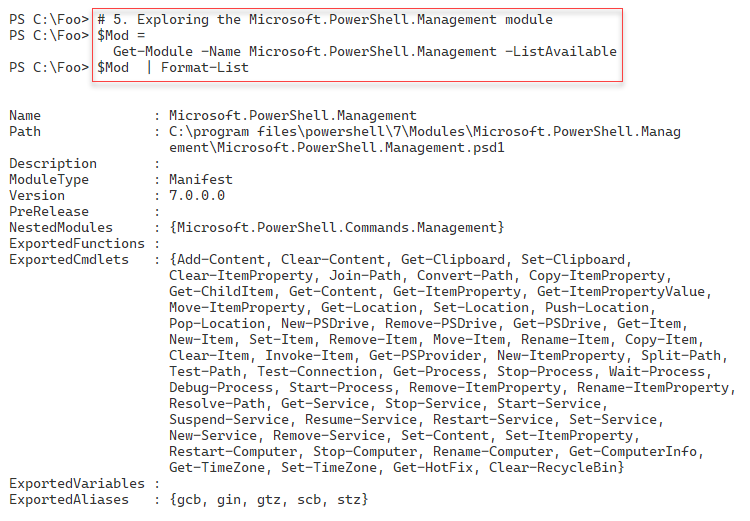 PS C:\Foo> # 5. Exploring the Microsoft.PowerShell.Management module
PS C:\Foo> $Mod =
             Get-Module -Name Microsoft.PowerShell.Management -ListAvailable
PS C:\Foo> $Mod  | Format-List
Name              : Microsoft.PowerShell.Management
Path              : C:\program files\powershell\7\Modules\Microsoft.PowerShell.Manag
                    ement\Microsoft.PowerShell.Management.psd1
Description       :
ModuleType        : Manifest
Version           : 7.0.0.0
PreRelease        :
NestedModules     : {Microsoft.PowerShell.Commands.Management}
ExportedFunctions :
ExportedCmdlets   : {Add-Content, Clear-Content, Get-Clipboard, Set-Clipboard,
                    Clear-ItemProperty, Join-Path, Convert-Path, Copy-ItemProperty,
                    Get-ChildItem, Get-Content, Get-ItemProperty, Get-ItemPropertyValue,
                    Move-ItemProperty, Get-Location, Set-Location, Push-Location,
                    Pop-Location, New-PSDrive, Remove-PSDrive, Get-PSDrive, Get-Item,
                    New-Item, Set-Item, Remove-Item, Move-Item, Rename-Item, Copy-Item,
                    Clear-Item, Invoke-Item, Get-PSProvider, New-ItemProperty, Split-Path,
                    Test-Path, Test-Connection, Get-Process, Stop-Process, Wait-Process,
                    Debug-Process, Start-Process, Remove-ItemProperty, Rename-ItemProperty,
                    Resolve-Path, Get-Service, Stop-Service, Start-Service,
                    Suspend-Service, Resume-Service, Restart-Service, Set-Service,
                    New-Service, Remove-Service, Set-Content, Set-ItemProperty,
                    Restart-Computer, Stop-Computer, Rename-Computer, Get-ComputerInfo,
                    Get-TimeZone, Set-TimeZone, Get-HotFix, Clear-RecycleBin}
ExportedVariables :
ExportedAliases   : {gcb, gin, gtz, scb, stz}